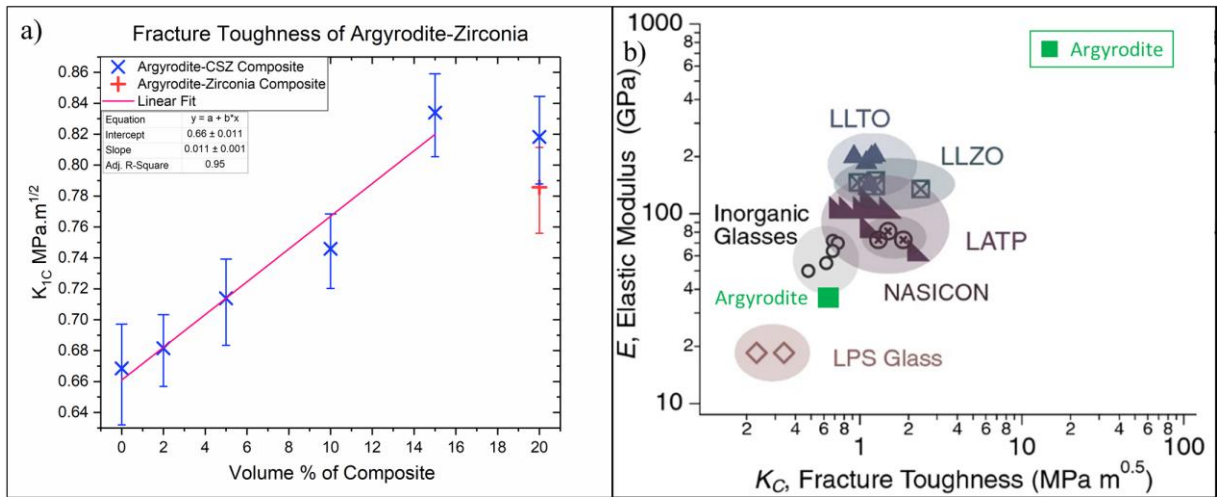 a)
Fracture Toughness of Argyrodite-Zirconia
Argyrodite-CSZ Composite
Argyrodite-Zirconia Composite
Linear Fit
Equation y = a + b*x
Intercept 0.66 ± 0.011
Slope 0.011 ± 0.001
Adj. R-Square 0.95
K1C MPa.m1/2
0.86
0.84
0.82
0.80
0.78
0.76
0.74
0.72
0.70
0.68
0.66
0.64
0 2 4 6 8 10 12 14 16 18 20
Volume % of Composite
b)
Argyrodite
E, Elastic Modulus (GPa)
1000
8
6
4
2
100
8
6
4
2
10
LLTO
LLZO
Inorganic
Glasses
LATP
Argyrodite
NASICON
LPS Glass
2 4 6 8 2 4 6 8 2 4 6 8
1 10 100
KC, Fracture Toughness (MPa m0.5)